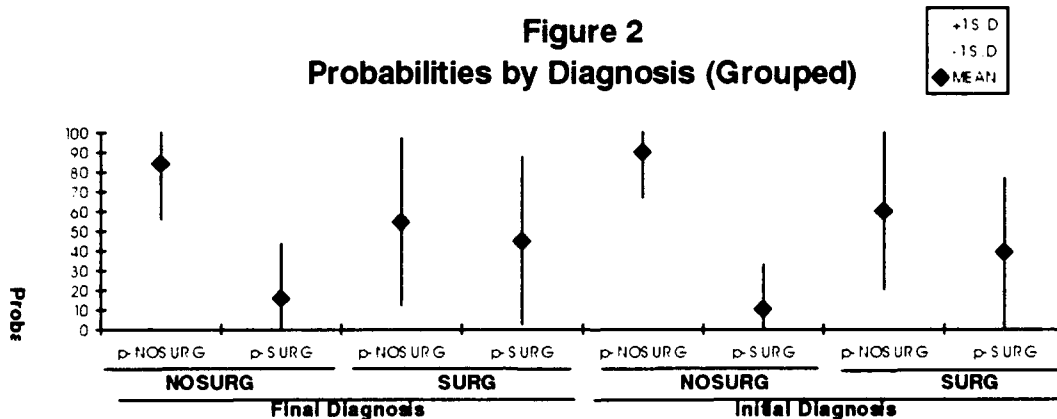 Figure 2
Probabilities by Diagnosis (Grouped)
+1S D
-1S.D
MEAN
100
90
80
70
60
50
40
30
20
10
0
Probs
p-NOSURG p-SURG p-NOSURG p-SURG p-NOSURG p-SURG p-NOSURG p-SURG
NOSURG SURG NOSURG SURG
Final Diagnosis Initial Diagnosis